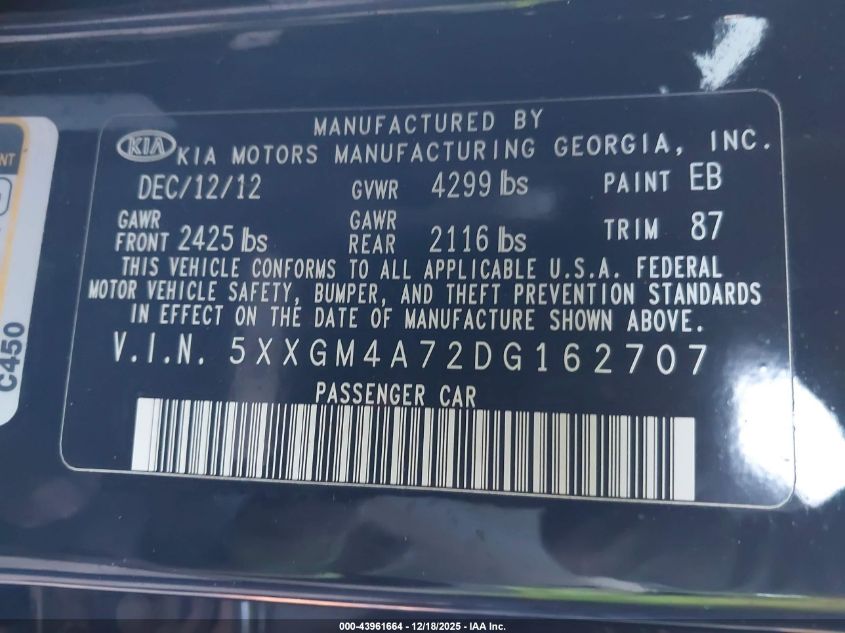 MANUFACTURED BY
KIA KIA MOTORS MANUFACTURING GEORGIA, INC.
DEC/12/12 GVWR 4299 lbs PAINT EB
GAWR FRONT 2425 lbs GAWR REAR 2116 lbs TRIM 87
THIS VEHICLE CONFORMS TO ALL APPLICABLE U.S.A. FEDERAL
MOTOR VEHICLE SAFETY, BUMPER, AND THEFT PREVENTION STANDARDS
IN EFFECT ON THE DATE OF MANUFACTURE SHOWN ABOVE.
V.I.N. 5XXGM4A72DG162707
PASSENGER CAR
C450
000-43961664 - 12/18/2025 - IAA Inc.